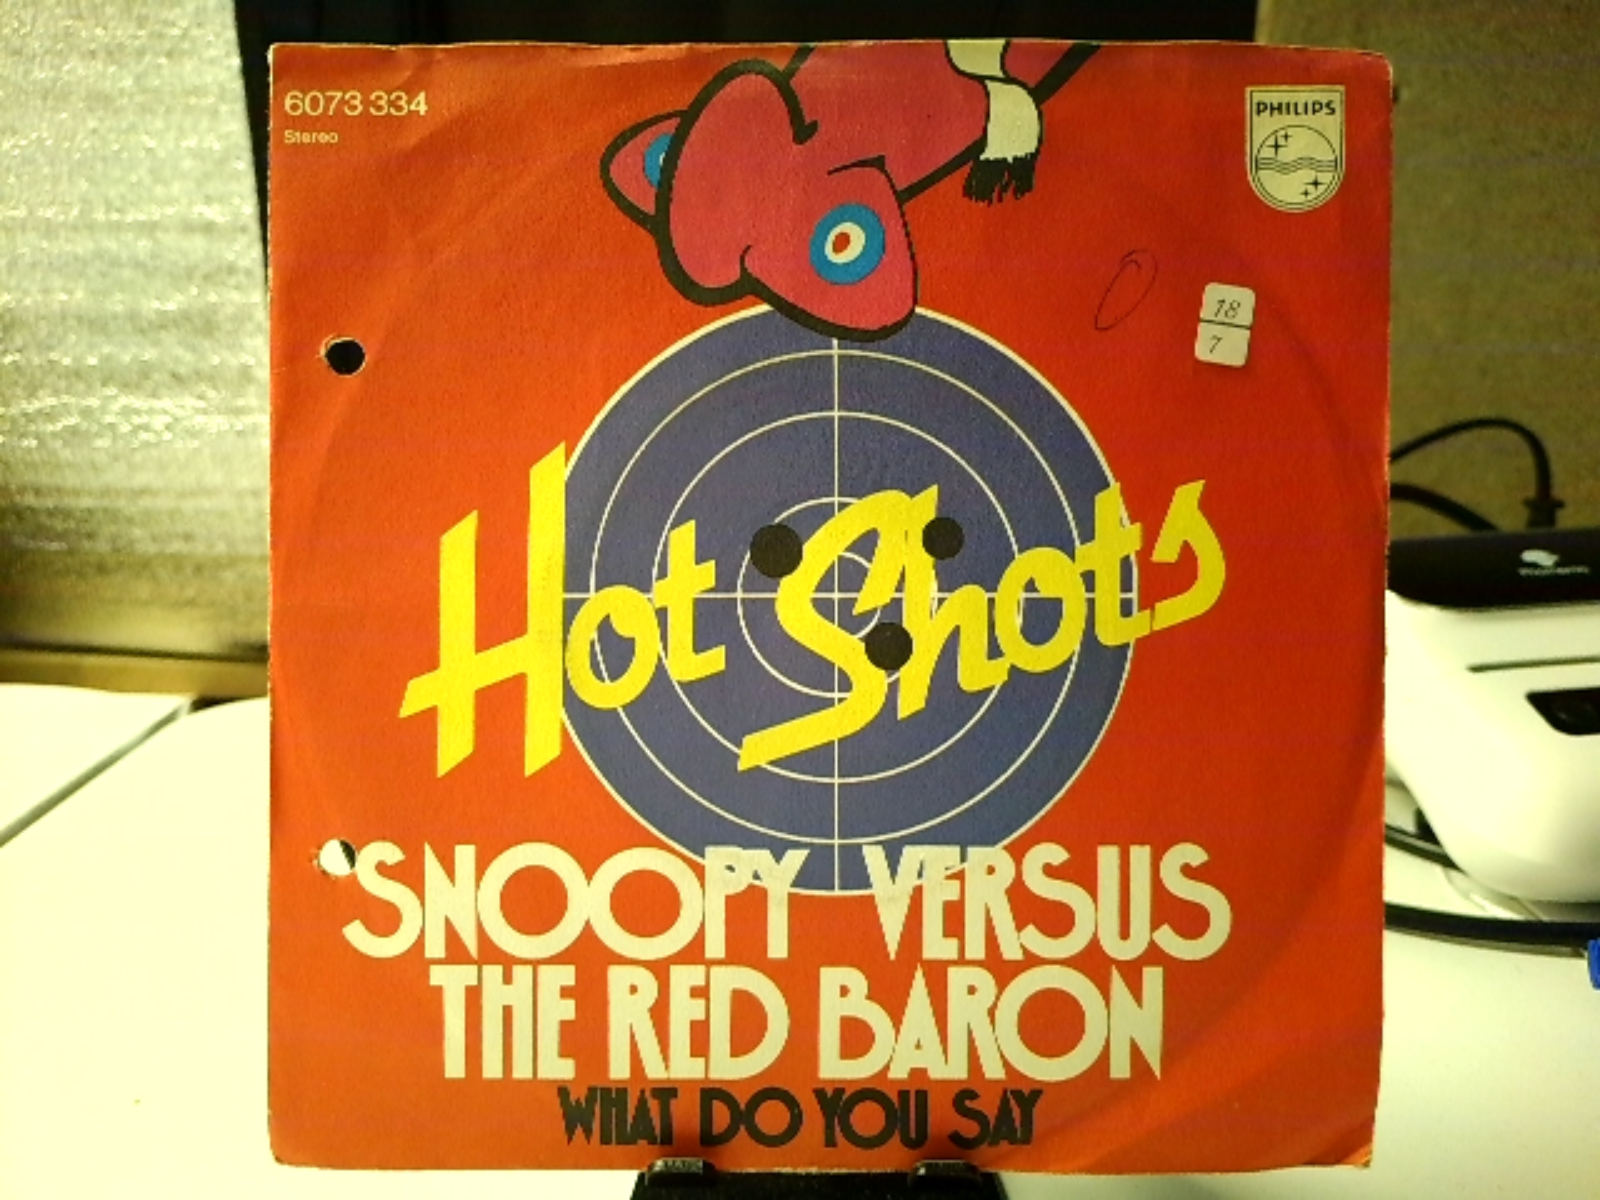 6073 334
Stereo
PHILIPS
18
7
Hot Shots
SNOOPY VERSUS
THE RED BARON
WHAT DO YOU SAY